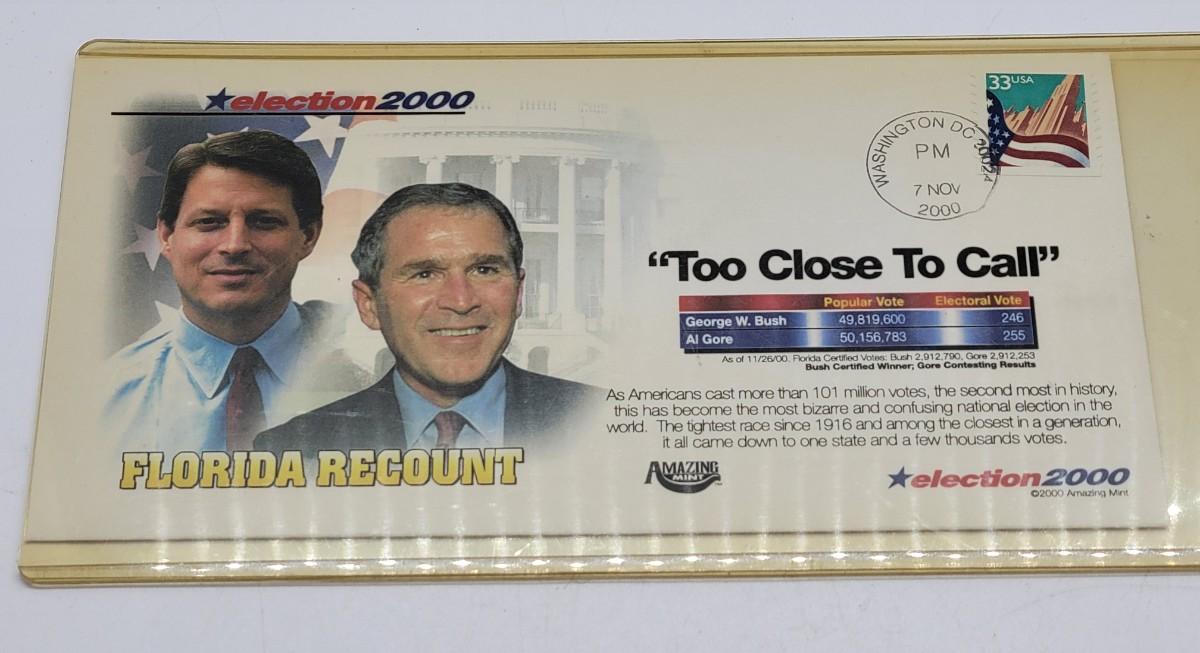 ★election2000
33USA
WASHINGTON DC 20024
PM
7 NOV
2000
"Too Close To Call"
Popular Vote Electoral Vote
George W. Bush 49,819,600 246
Al Gore 50,156,783 255
As of 11/26/00. Florida Certified Votes: Bush 2,912,790, Gore 2,912,253
Bush Certified Winner; Gore Contesting Results
As Americans cast more than 101 million votes, the second most in history,
this has become the most bizarre and confusing national election in the
world. The tightest race since 1916 and among the closest in a generation,
it all came down to one state and a few thousands votes.
FLORIDA RECOUNT
AMAZING
MINT™
★election2000
©2000 Amazing Mint